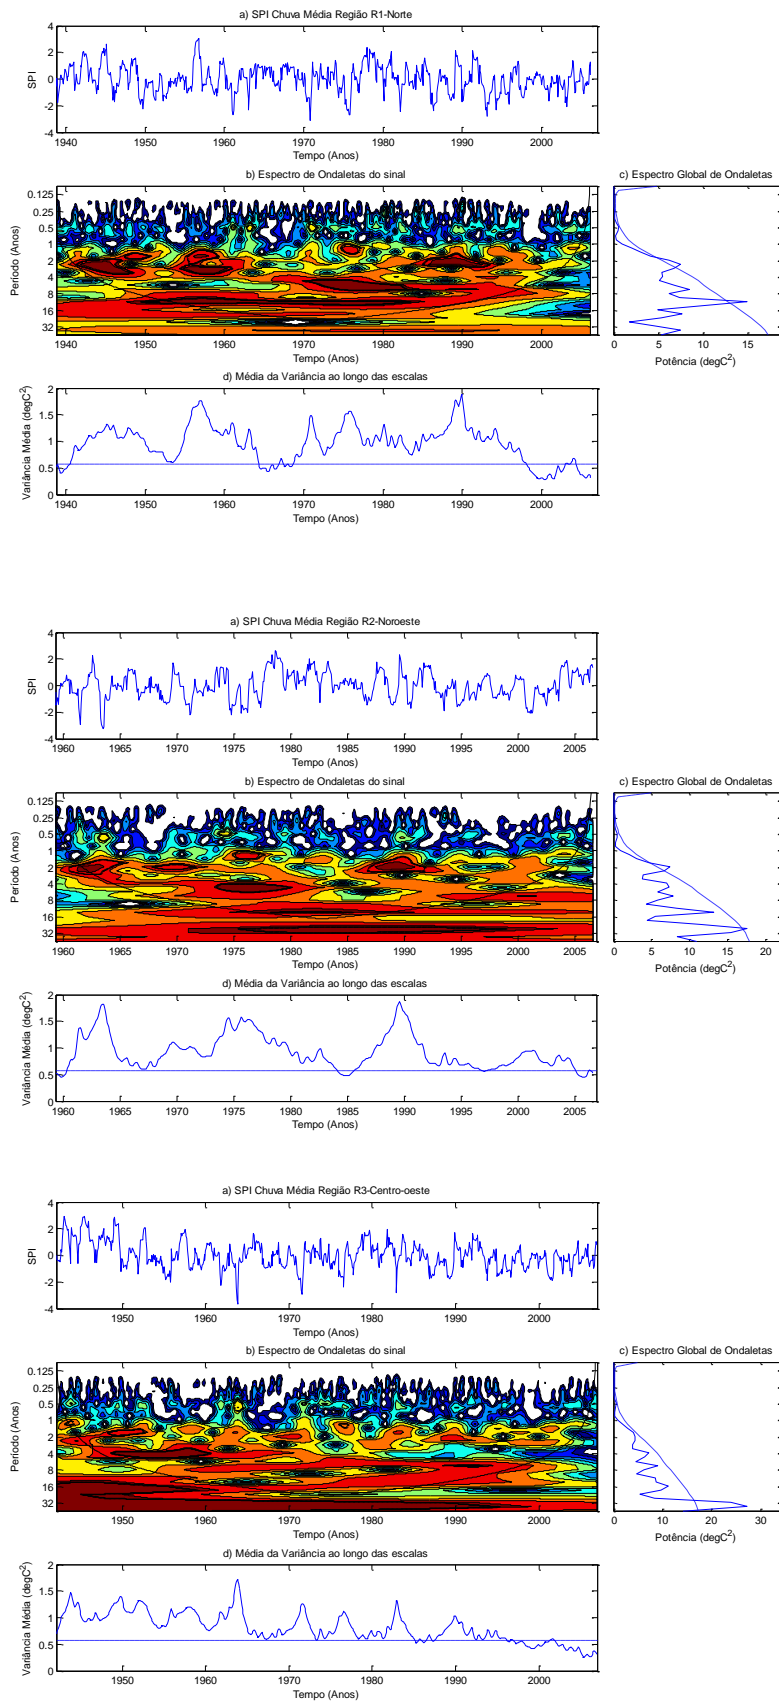 a) SPI Chuva Média Região R1-Norte
4
2
0
-2
-4
SPI
1940 1950 1960 1970 1980 1990 2000
Tempo (Anos)
b) Espectro de Ondaletas do sinal
c) Espectro Global de Ondaletas
0.125
0.25
0.5
1
2
4
8
16
32
Período (Anos)
1940 1950 1960 1970 1980 1990 2000
Tempo (Anos)
0 5 10 15
Potência (degC²)
d) Média da Variância ao longo das escalas
2
1.5
1
0.5
0
Variância Média (degC²)
1940 1950 1960 1970 1980 1990 2000
Tempo (Anos)
a) SPI Chuva Média Região R2-Noroeste
4
2
0
-2
-4
SPI
1960 1965 1970 1975 1980 1985 1990 1995 2000 2005
Tempo (Anos)
b) Espectro de Ondaletas do sinal
c) Espectro Global de Ondaletas
0.125
0.25
0.5
1
2
4
8
16
32
Período (Anos)
1960 1965 1970 1975 1980 1985 1990 1995 2000 2005
Tempo (Anos)
0 5 10 15 20
Potência (degC²)
d) Média da Variância ao longo das escalas
2
1.5
1
0.5
0
Variância Média (degC²)
1960 1965 1970 1975 1980 1985 1990 1995 2000 2005
Tempo (Anos)
a) SPI Chuva Média Região R3-Centro-oeste
4
2
0
-2
-4
SPI
1950 1960 1970 1980 1990 2000
Tempo (Anos)
b) Espectro de Ondaletas do sinal
c) Espectro Global de Ondaletas
0.125
0.25
0.5
1
2
4
8
16
32
Período (Anos)
1950 1960 1970 1980 1990 2000
Tempo (Anos)
0 10 20 30
Potência (degC²)
d) Média da Variância ao longo das escalas
2
1.5
1
0.5
0
Variância Média (degC²)
1950 1960 1970 1980 1990 2000
Tempo (Anos)